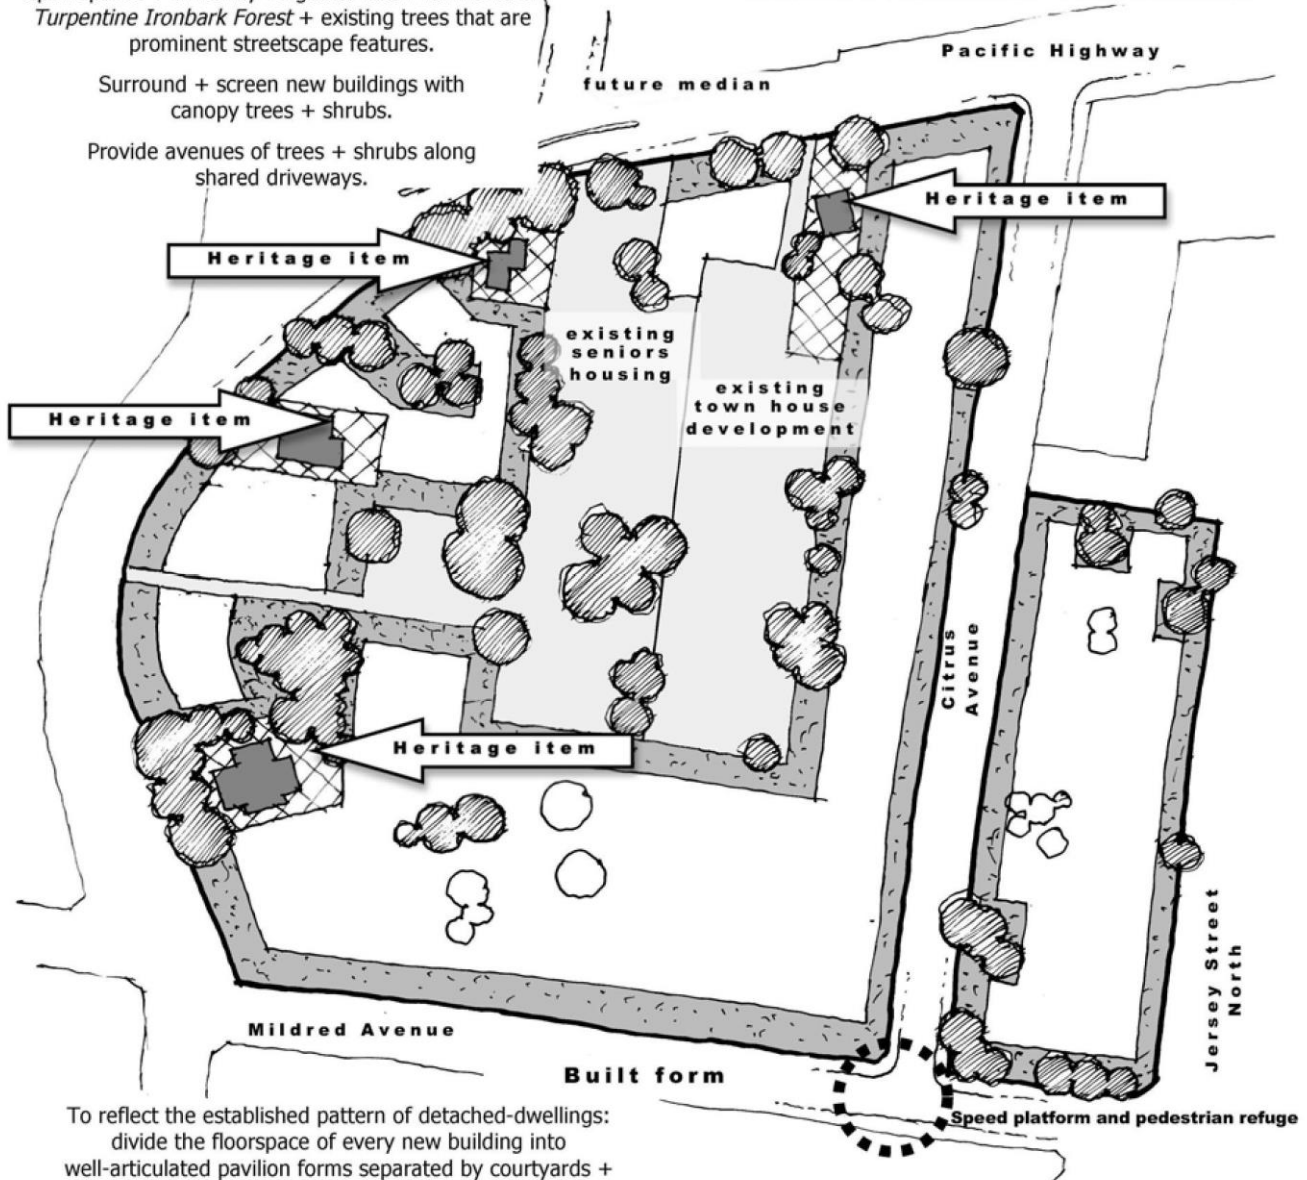 Turpentine Ironbark Forest + existing trees that are
prominent streetscape features.
Surround + screen new buildings with
canopy trees + shrubs.
Provide avenues of trees + shrubs along
shared driveways.
Pacific Highway
future median
Heritage item
Heritage item
existing
seniors
housing
existing
town house
development
Heritage item
Citrus
Avenue
Heritage item
Jersey Street
North
Mildred Avenue
Built form
Speed platform and pedestrian refuge
To reflect the established pattern of detached-dwellings:
divide the floorspace of every new building into
well-articulated pavilion forms separated by courtyards +